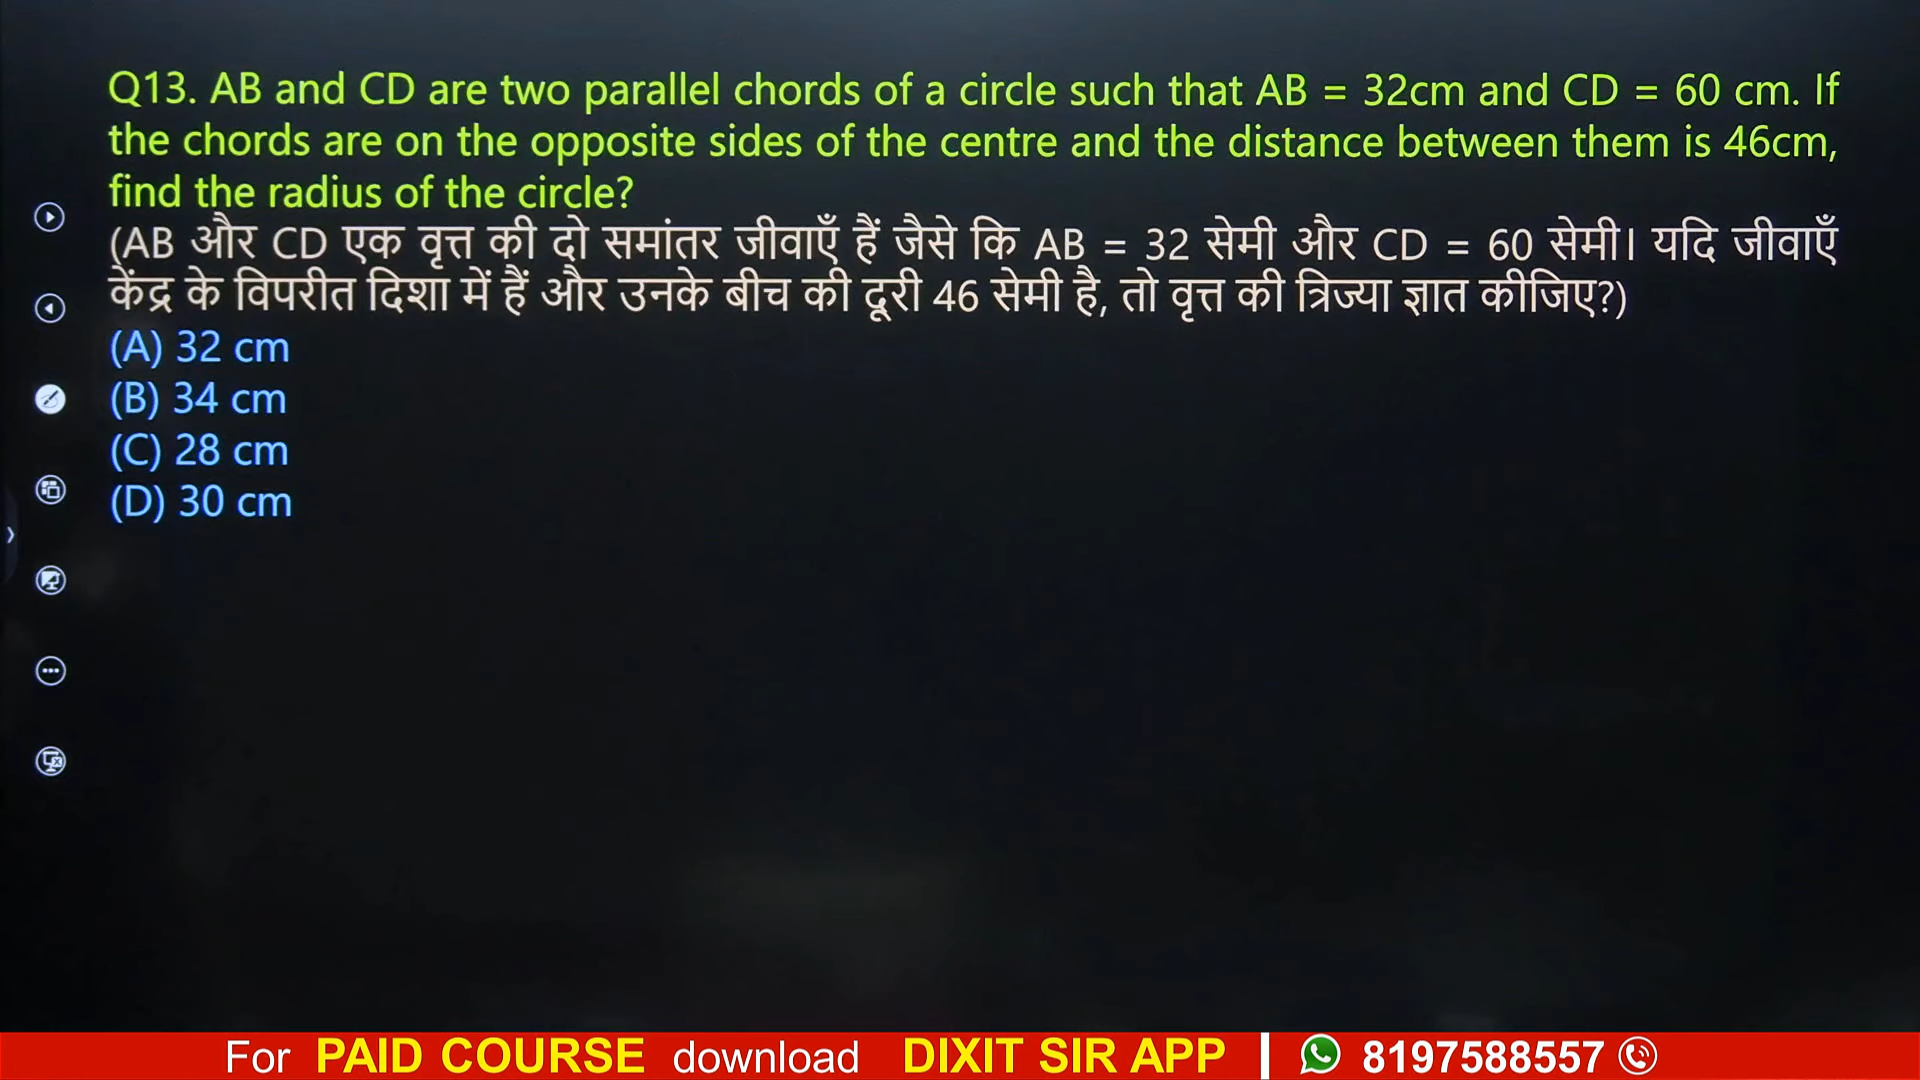 Q13. AB and CD are two parallel chords of a circle such that AB = 32cm and CD = 60 cm. If
the chords are on the opposite sides of the centre and the distance between them is 46cm,
find the radius of the circle?
(AB और CD एक वृत्त की दो समांतर जीवाएँ हैं जैसे कि AB = 32 सेमी और CD = 60 सेमी। यदि जीवाएँ
केंद्र के विपरीत दिशा में हैं और उनके बीच की दूरी 46 सेमी है, तो वृत्त की त्रिज्या ज्ञात कीजिए?)
(A) 32 cm
(B) 34 cm
(C) 28 cm
(D) 30 cm
For PAID COURSE download DIXIT SIR APP | 8197588557